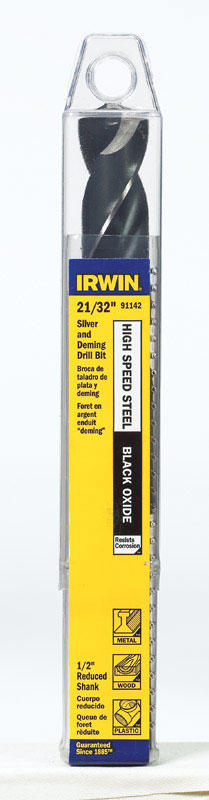 IRWIN.
21/32" 91142
Silver
and
Deming
Drill Bit
Broca de
taladro de
plata y
deming
Foret en
argent
enduit
"deming"
HIGH SPEED STEEL
BLACK OXIDE
Resists
Corrosion
METAL
WOOD
PLASTIC
1/2"
Reduced
Shank
Cuerpo
reducido
Queue de
foret
réduite
Guaranteed
Since 1885™